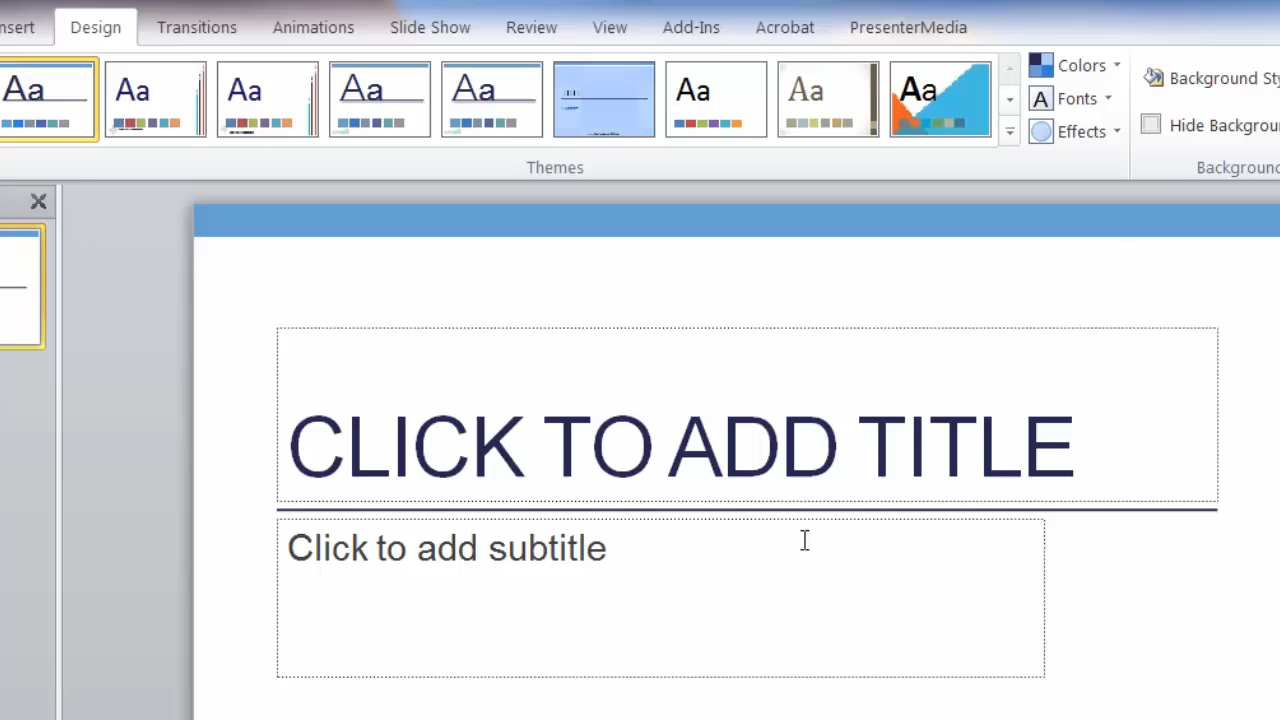 nsert Design Transitions Animations Slide Show Review View Add-Ins Acrobat PresenterMedia
Aa Aa Aa Aa Aa Aa Aa Aa
Colors
Fonts
Effects
Background Sty
Hide Backgroun
Themes
Background
CLICK TO ADD TITLE
Click to add subtitle